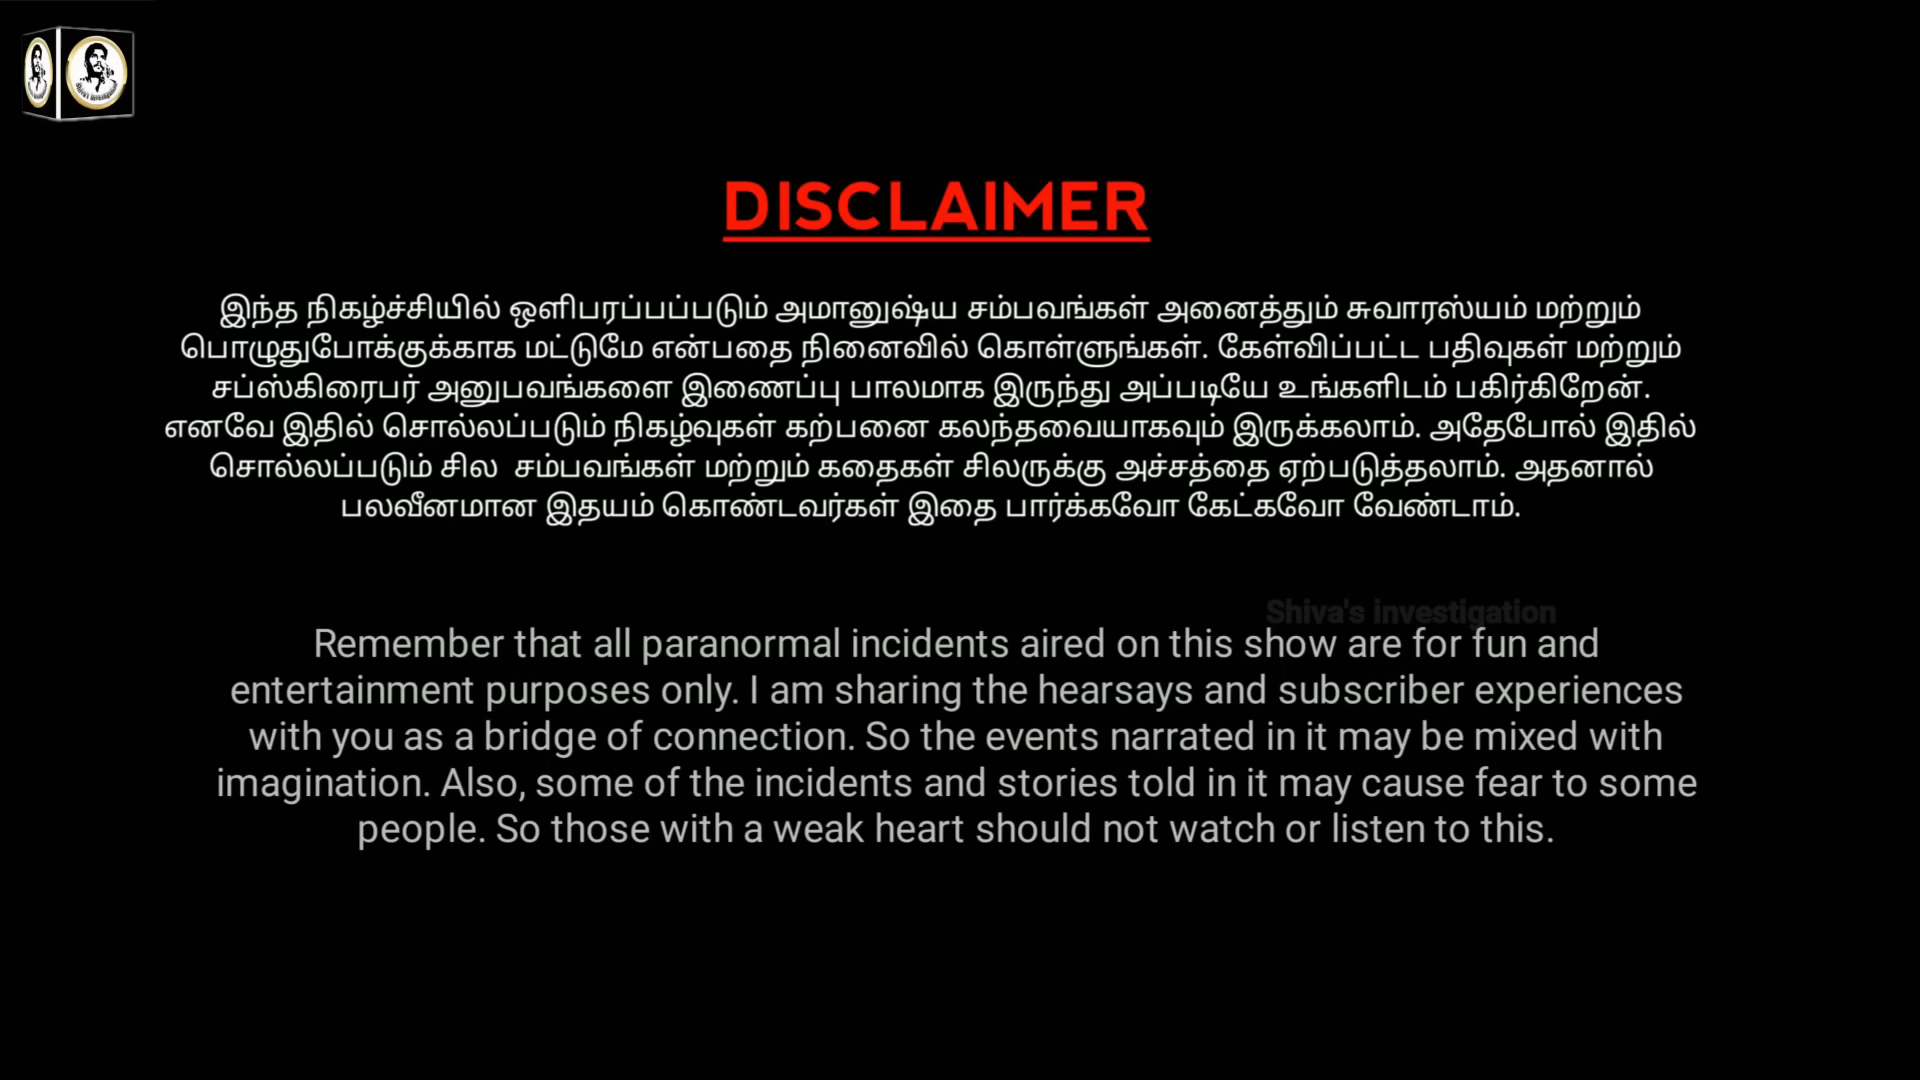 DISCLAIMER
இந்த நிகழ்ச்சியில் ஒளிபரப்பப்படும் அமானுஷ்ய சம்பவங்கள் அனைத்தும் சுவாரஸ்யம் மற்றும்
பொழுதுபோக்குக்காக மட்டுமே என்பதை நினைவில் கொள்ளுங்கள். கேள்விப்பட்ட பதிவுகள் மற்றும்
சப்ஸ்கிரைபர் அனுபவங்களை இணைப்பு பாலமாக இருந்து அப்படியே உங்களிடம் பகிர்கிறேன்.
எனவே இதில் சொல்லப்படும் நிகழ்வுகள் கற்பனை கலந்தவையாகவும் இருக்கலாம். அதேபோல் இதில்
சொல்லப்படும் சில சம்பவங்கள் மற்றும் கதைகள் சிலருக்கு அச்சத்தை ஏற்படுத்தலாம். அதனால்
பலவீனமான இதயம் கொண்டவர்கள் இதை பார்க்கவோ கேட்கவோ வேண்டாம்.
Shiva's investigation
Remember that all paranormal incidents aired on this show are for fun and
entertainment purposes only. I am sharing the hearsays and subscriber experiences
with you as a bridge of connection. So the events narrated in it may be mixed with
imagination. Also, some of the incidents and stories told in it may cause fear to some
people. So those with a weak heart should not watch or listen to this.